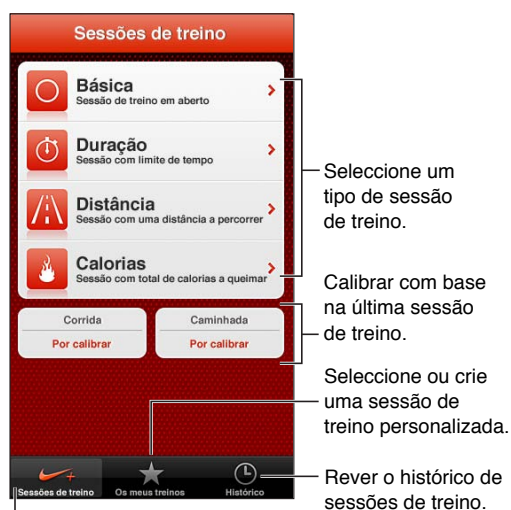 Sessões de treino
Básica
Sessão de treino em aberto
Duração
Sessão com limite de tempo
Distância
Sessão com uma distância a percorrer
Calorias
Sessão com total de calorias a queimar
Corrida
Por calibrar
Caminhada
Por calibrar
Sessões de treino
Os meus treinos
Histórico
Seleccione um
tipo de sessão
de treino.
Calibrar com base
na última sessão
de treino.
Seleccione ou crie
uma sessão de
treino personalizada.
Rever o histórico de
sessões de treino.